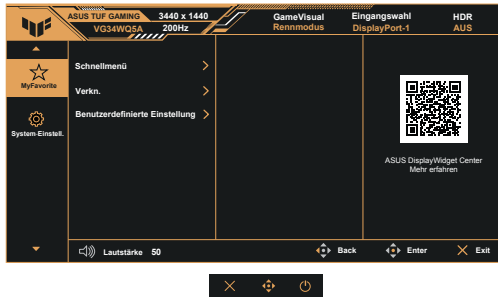 ASUS TUF GAMING 3440 x 1440
VG34WQ5A 200Hz
GameVisual
Rennmodus
Eingangswahl
DisplayPort-1
HDR
AUS
MyFavorite
System-Einstell.
Schnellmenü
Verkn.
Benutzerdefinierte Einstellung
ASUS DisplayWidget Center
Mehr erfahren
Lautstärke 50
Back Enter Exit